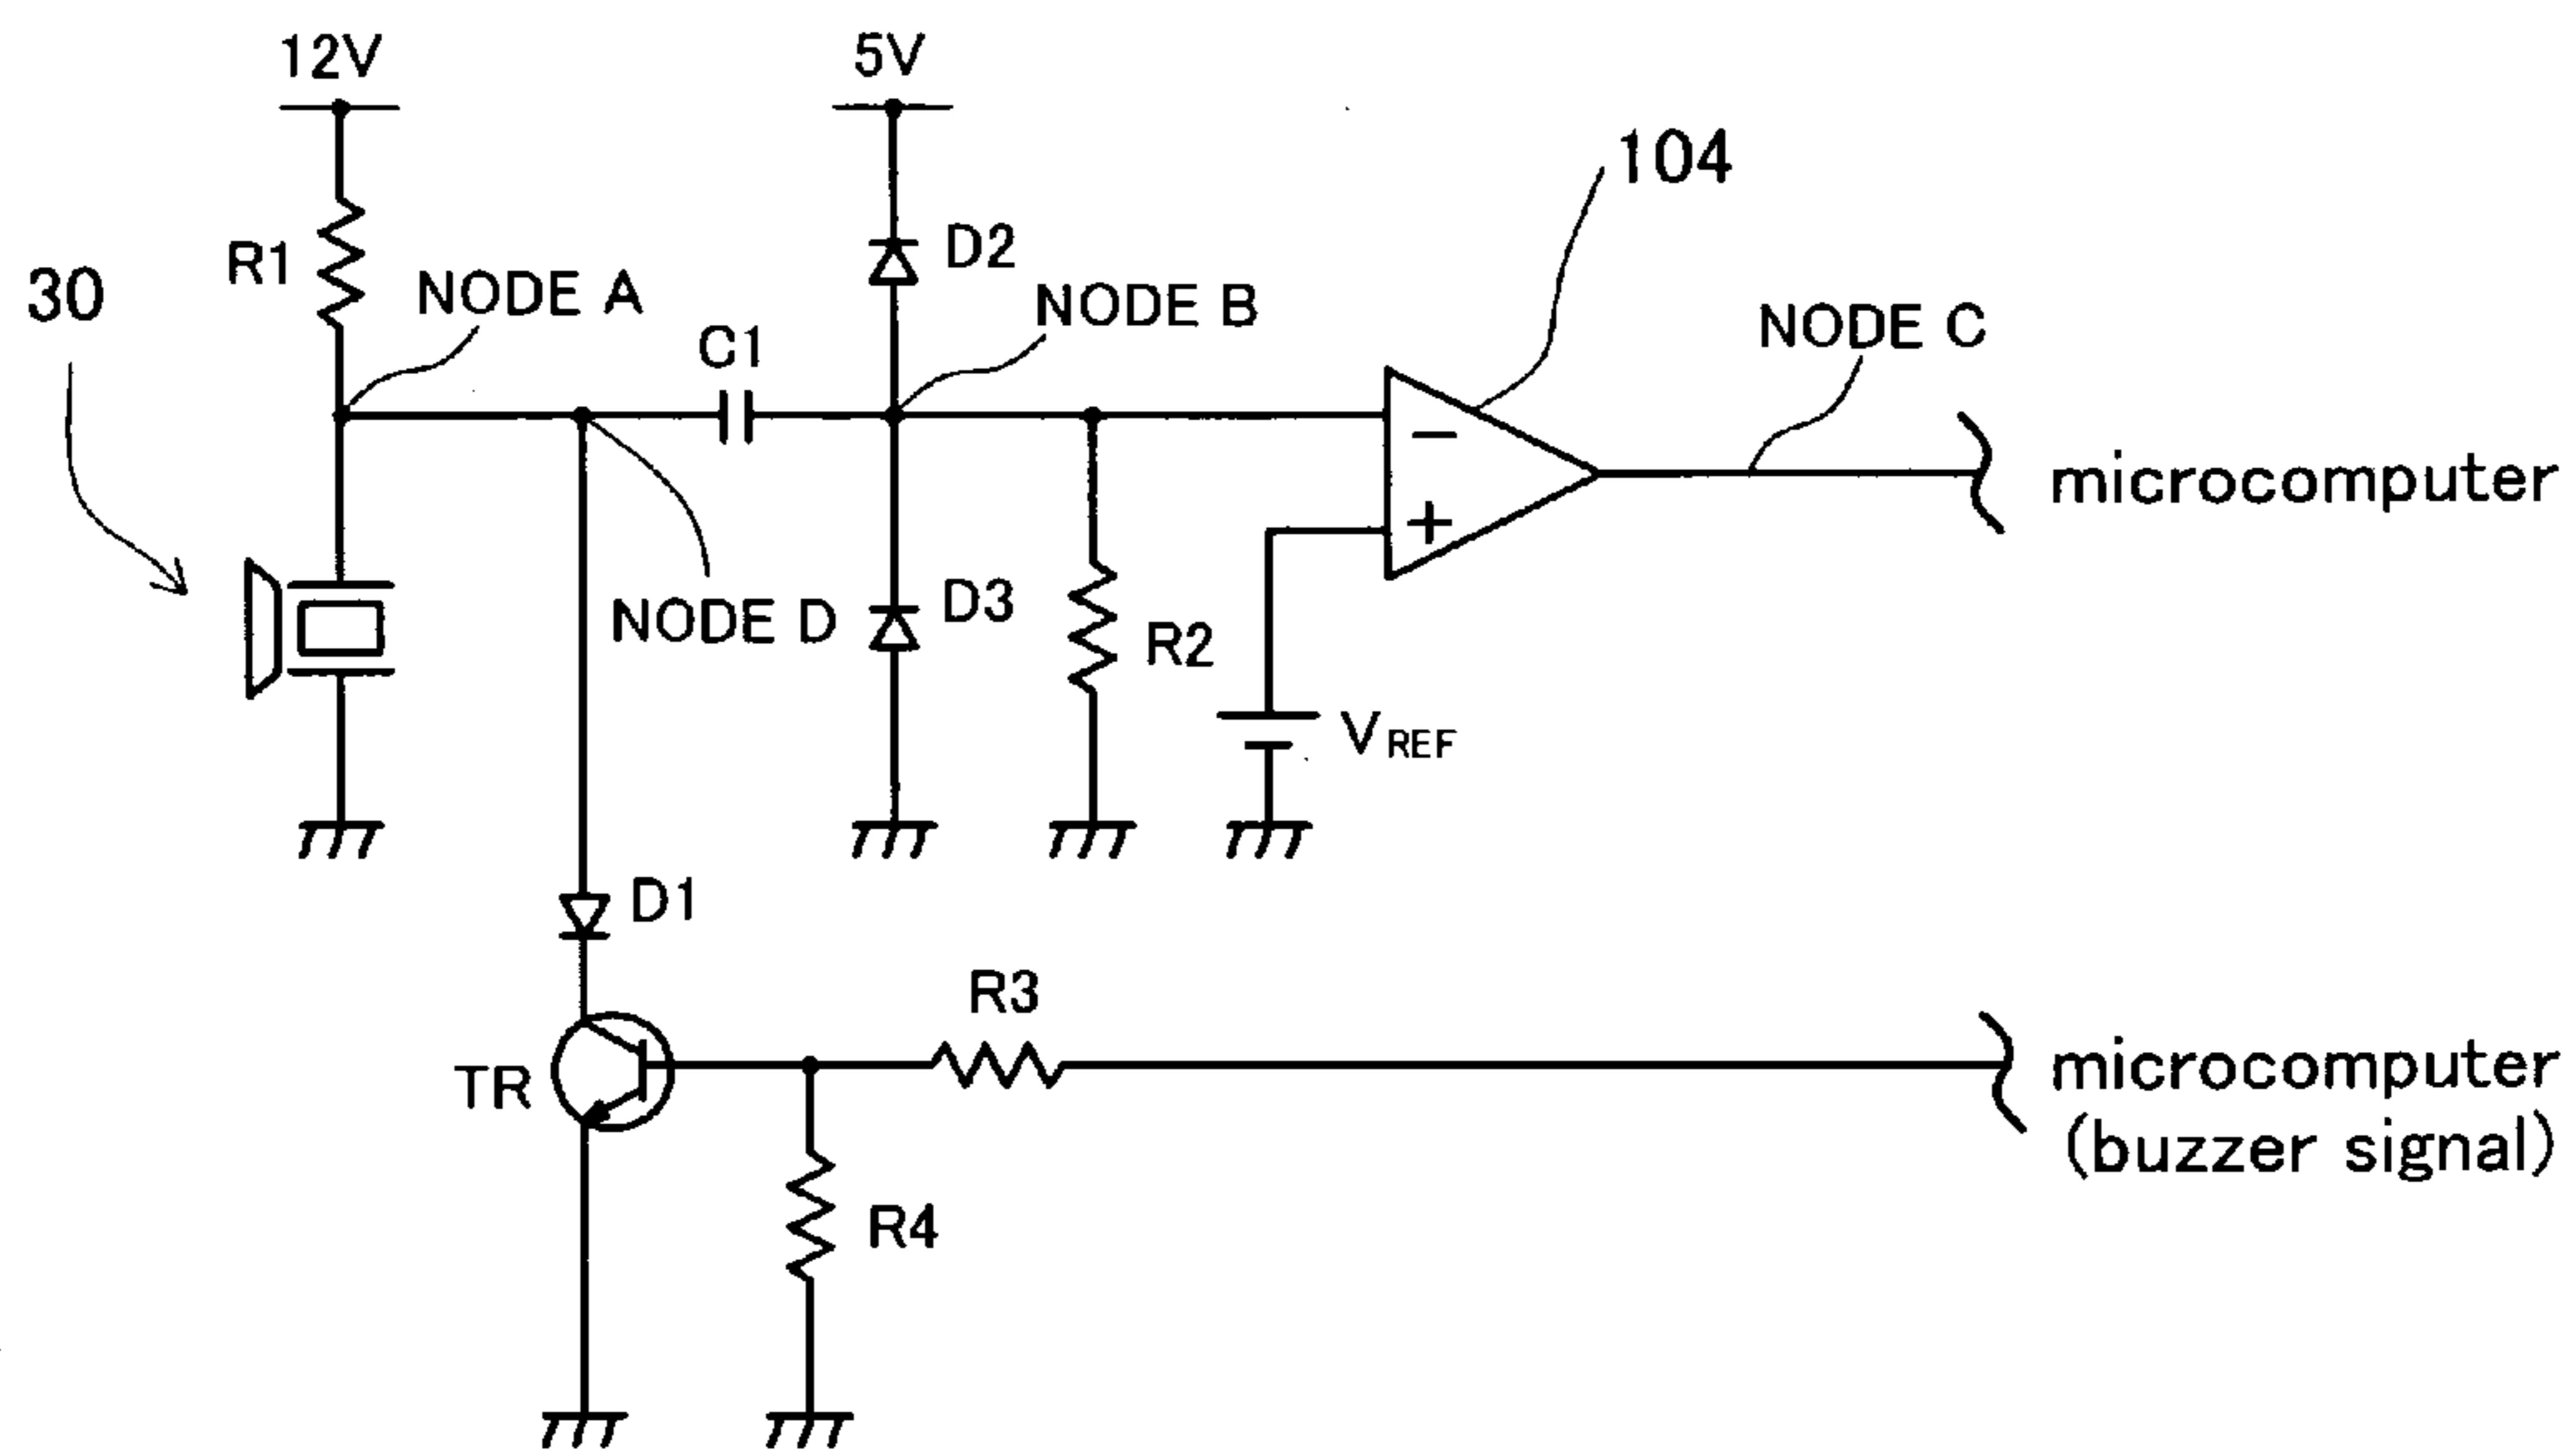 12V
5V
104
R1
NODE A
D2
30
NODE B
NODE C
C1
microcomputer
NODE D
D3
R2
VREF
D1
R3
TR
microcomputer
(buzzer signal)
R4